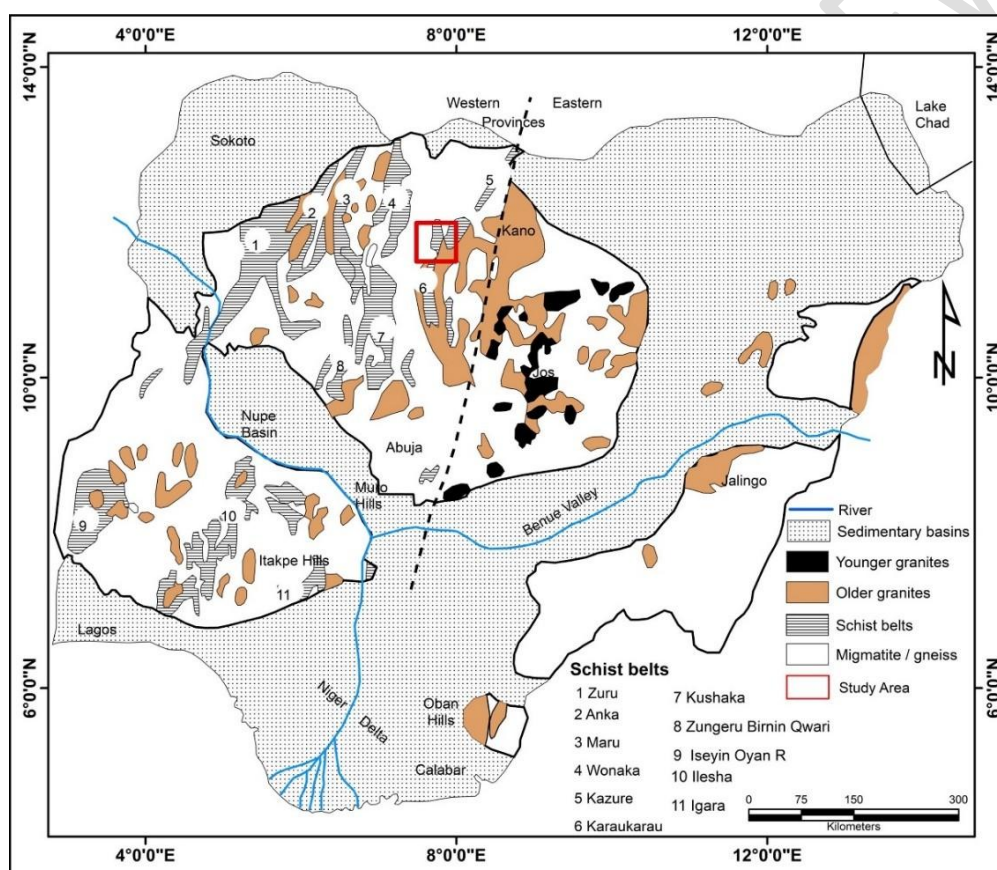 4°0'0"E 8°0'0"E 12°0'0"E
14°0'0"N 14°0'0"N
Western Eastern
Provinces
Lake
Chad
Sokoto
5
3
2 4
1
Kano
6
7
8
Jos
10°0'0"N 10°0'0"N
N
Nupe
Basin
Abuja
Muro
Hills
Benue Valley
Jalingo
9
10
Itakpe Hills
11
Lagos
River
Sedimentary basins
Younger granites
Older granites
Schist belts
Migmatite / gneiss
Study Area
6°0'0"N 6°0'0"N
Niger Delta
Oban
Hills
Calabar
Schist belts
1 Zuru
2 Anka
3 Maru
4 Wonaka
5 Kazure
6 Karaukarau
7 Kushaka
8 Zungeru Birnin Qwari
9 Iseyin Oyan R
10 Ilesha
11 Igara
0 75 150 300
Kilometers
4°0'0"E 8°0'0"E 12°0'0"E